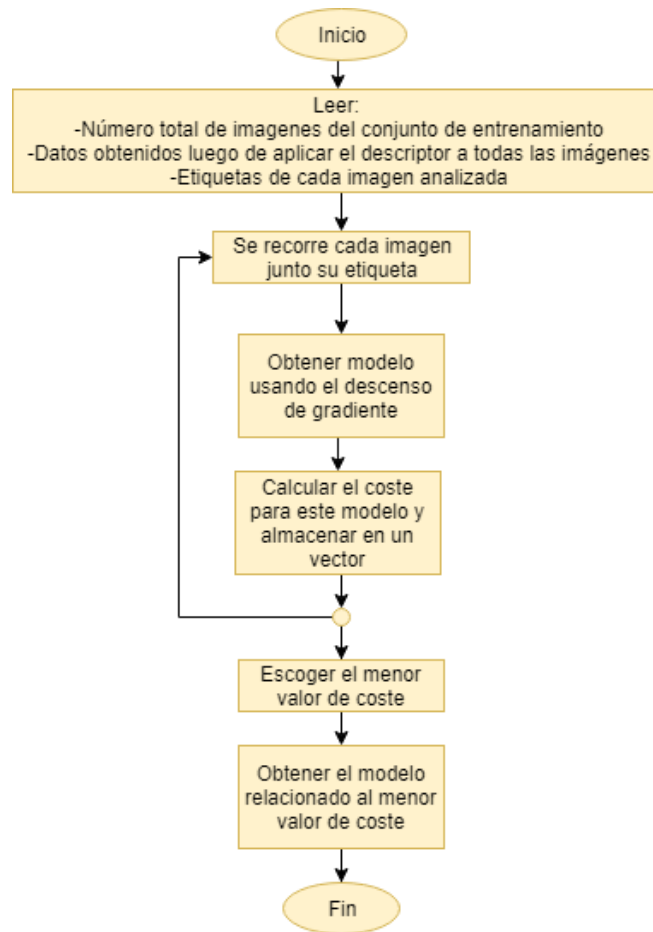 Inicio
Leer:
-Número total de imagenes del conjunto de entrenamiento
-Datos obtenidos luego de aplicar el descriptor a todas las imágenes
-Etiquetas de cada imagen analizada
Se recorre cada imagen
junto su etiqueta
Obtener modelo
usando el descenso
de gradiente
Calcular el coste
para este modelo y
almacenar en un
vector
Escoger el menor
valor de coste
Obtener el modelo
relacionado al menor
valor de coste
Fin